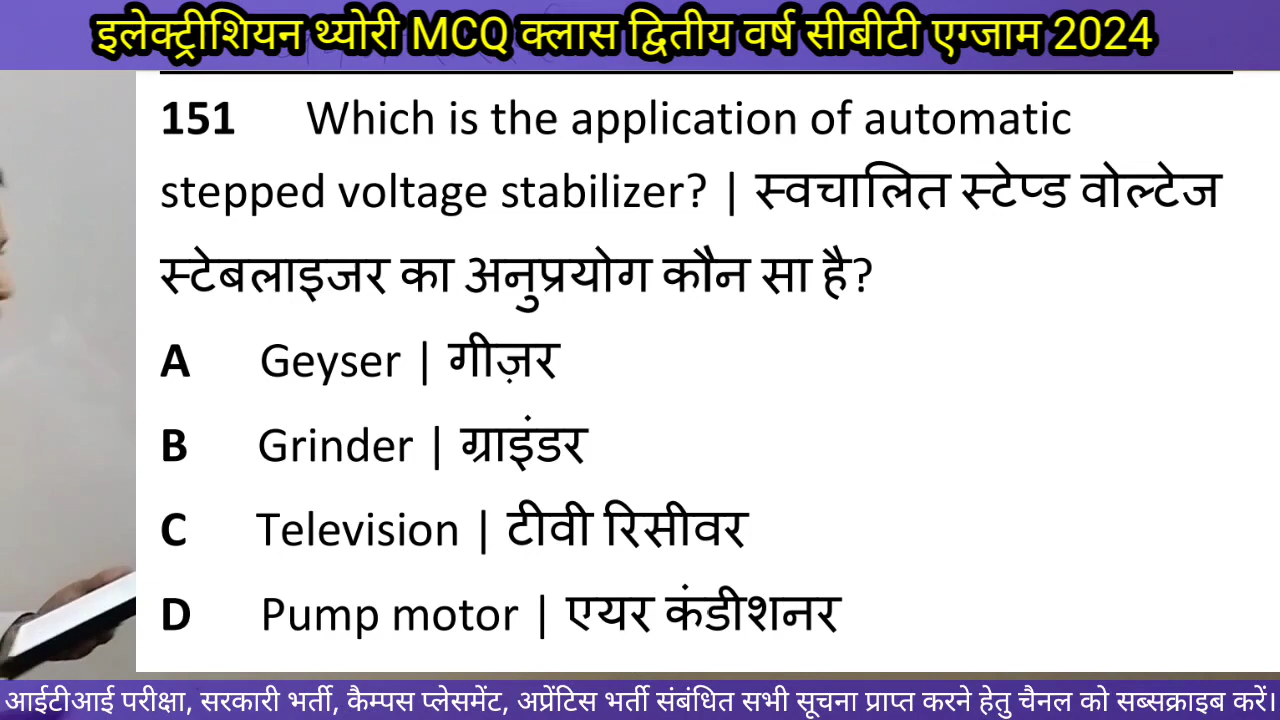 इलेक्ट्रीशियन थ्योरी MCQ क्लास द्वितीय वर्ष सीबीटी एग्जाम 2024
151 Which is the application of automatic
stepped voltage stabilizer? | स्वचालित स्टेप्ड वोल्टेज
स्टेबलाइजर का अनुप्रयोग कौन सा है?
A Geyser | गीज़र
B Grinder | ग्राइंडर
C Television | टीवी रिसीवर
D Pump motor | एयर कंडीशनर
आईटीआई परीक्षा, सरकारी भर्ती, कैम्पस प्लेसमेंट, अप्रेंटिस भर्ती संबंधित सभी सूचना प्राप्त करने हेतु चैनल को सब्सक्राइब करें।